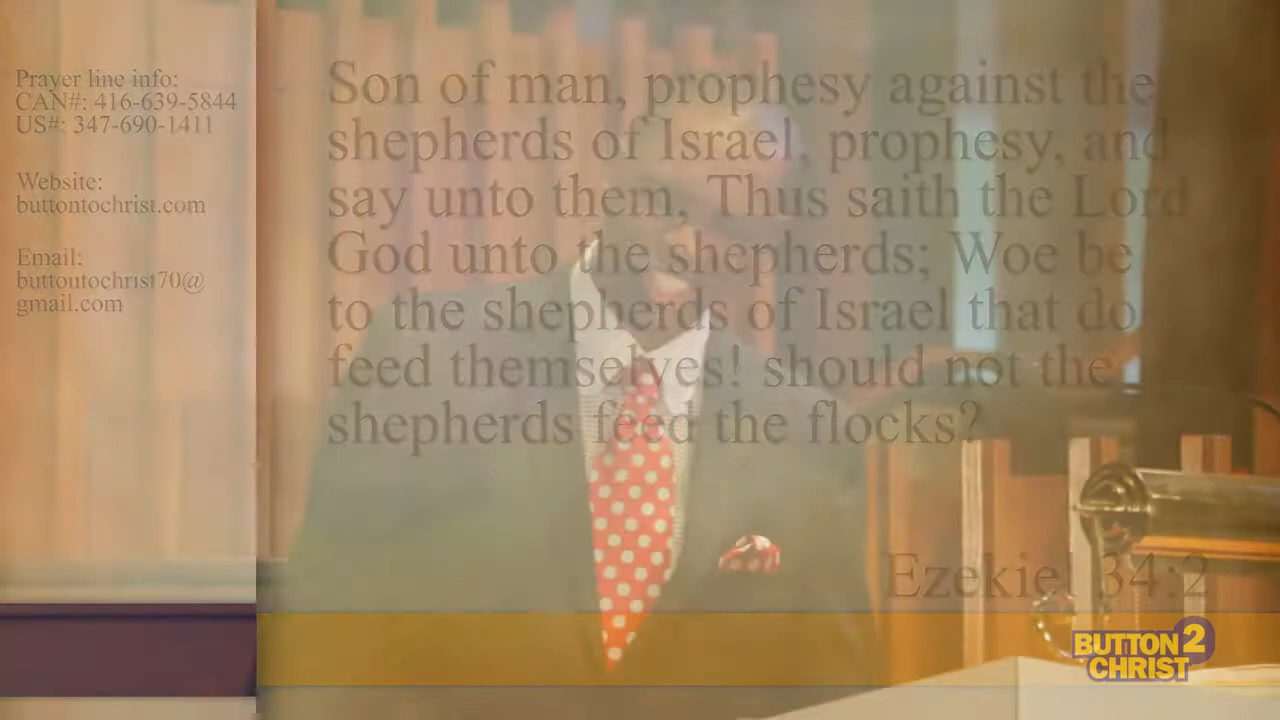 Prayer line info:
CAN#: 416-639-5844
US#: 347-690-1411
Website:
buttontochrist.com
Email:
buttontochrist70@
gmail.com
Son of man, prophesy against the
shepherds of Israel, prophesy, and
say unto them, Thus saith the Lord
God unto the shepherds; Woe be
to the shepherds of Israel that do
feed themselves! should not the
shepherds feed the flocks?
Ezekiel 34:2
BUTTON 2
CHRIST